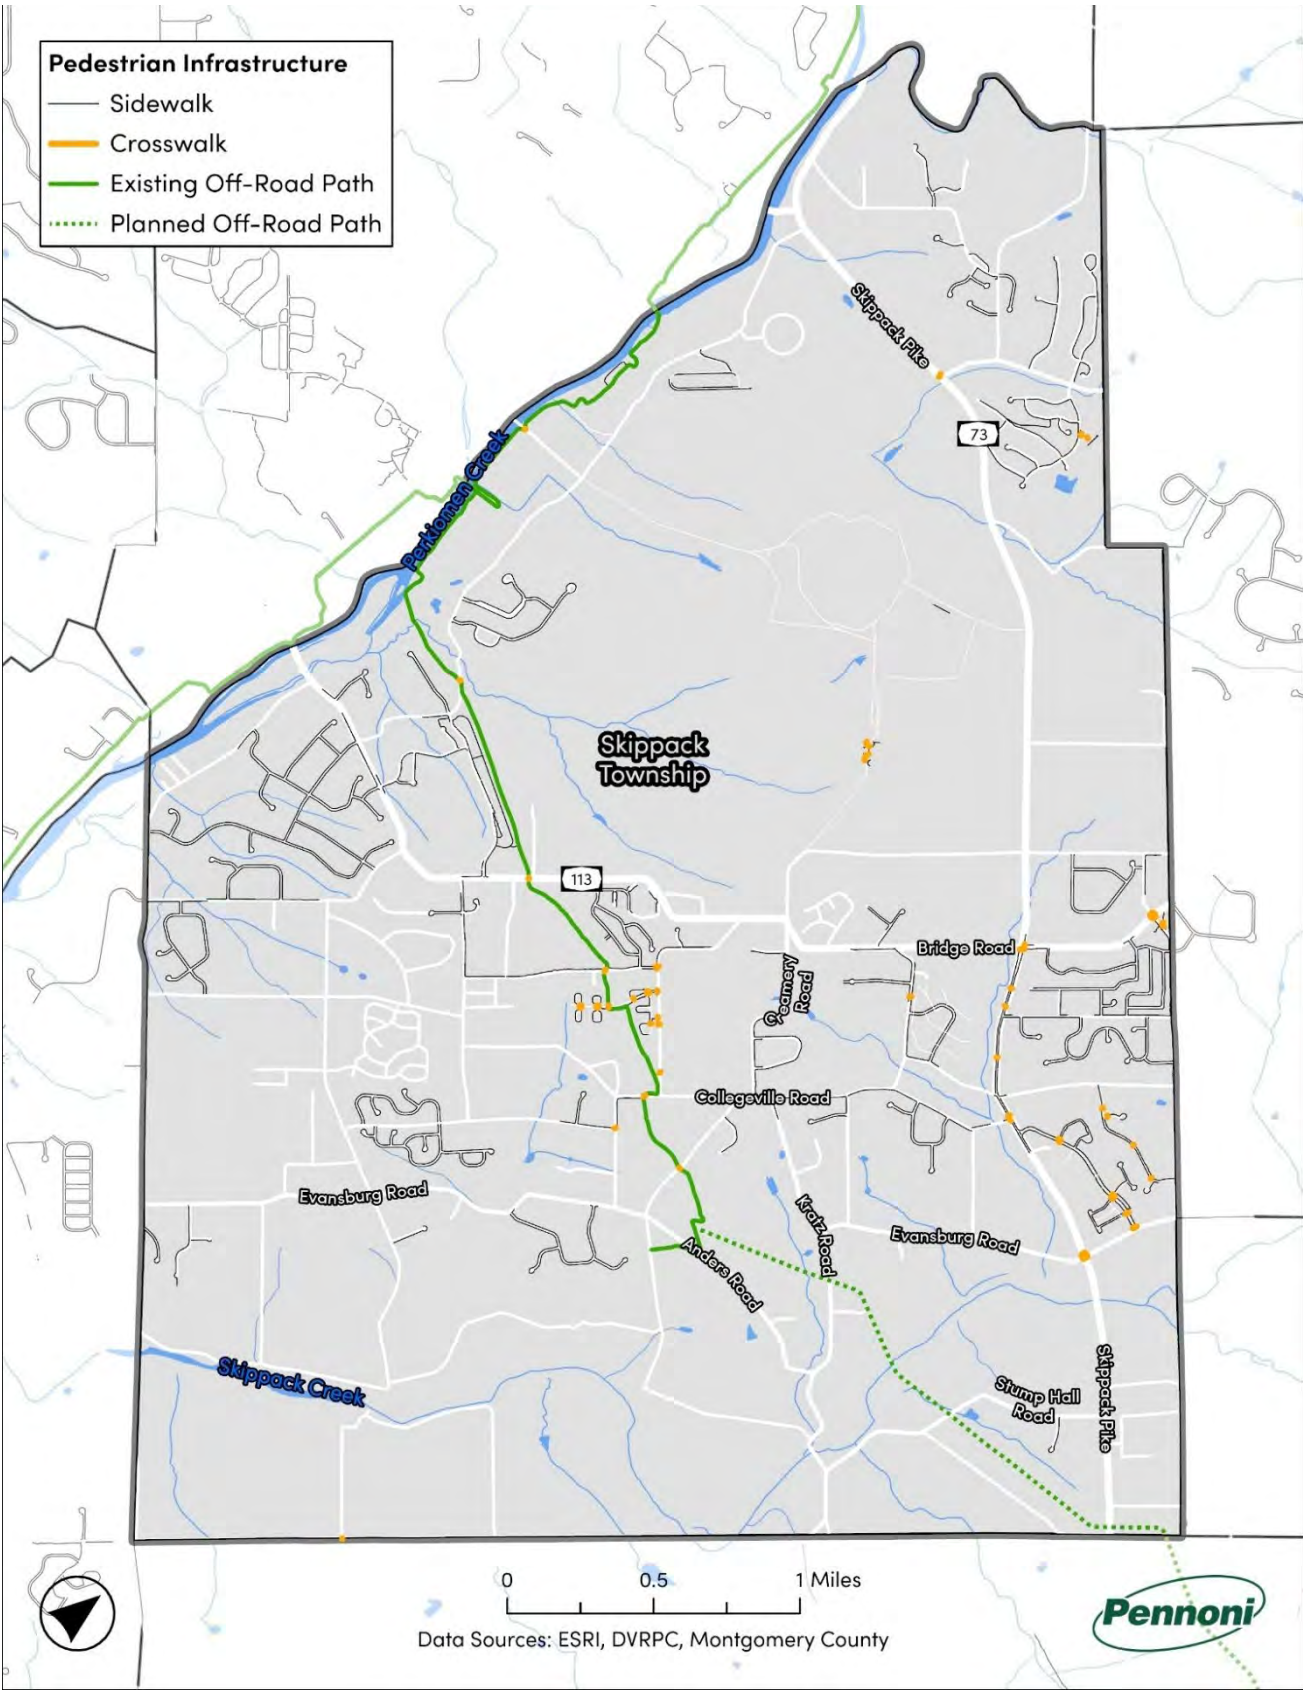 Pedestrian Infrastructure
Sidewalk
Crosswalk
Existing Off-Road Path
Planned Off-Road Path
Skippack Pike
73
Perkiomen Creek
Skippack
Township
113
Bridge Road
Creamery
Road
Collegeville Road
Evansburg Road
Kratz Road
Evansburg Road
Anders Road
Skippack Creek
Stump Hall
Road
Skippack Pike
0 0.5 1 Miles
Data Sources: ESRI, DVRPC, Montgomery County
Pennoni